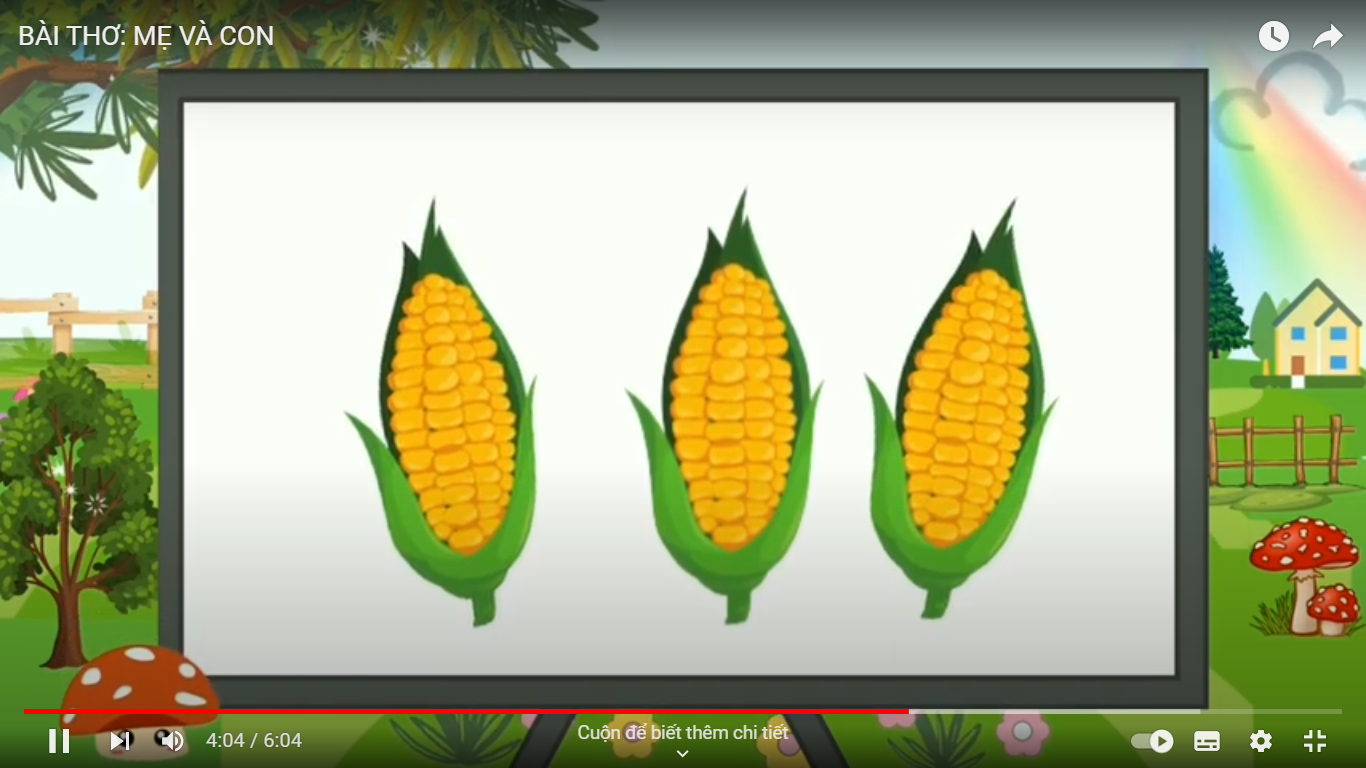 BÀI THƠ: MẸ VÀ CON
4:04 / 6:04
Cuộn để biết thêm chi tiết